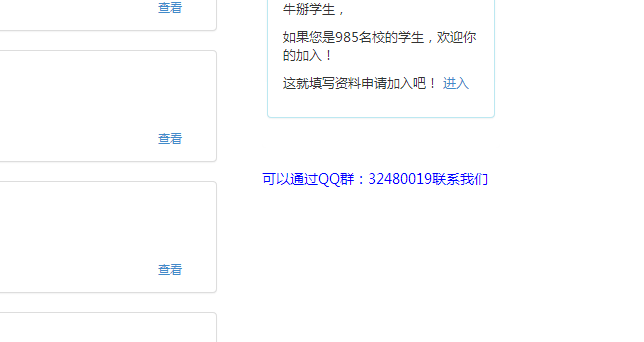 查看
查看
查看
牛掰学生，
如果您是985名校的学生，欢迎你
的加入！
这就填写资料申请加入吧！ 进入
可以通过QQ群：32480019联系我们